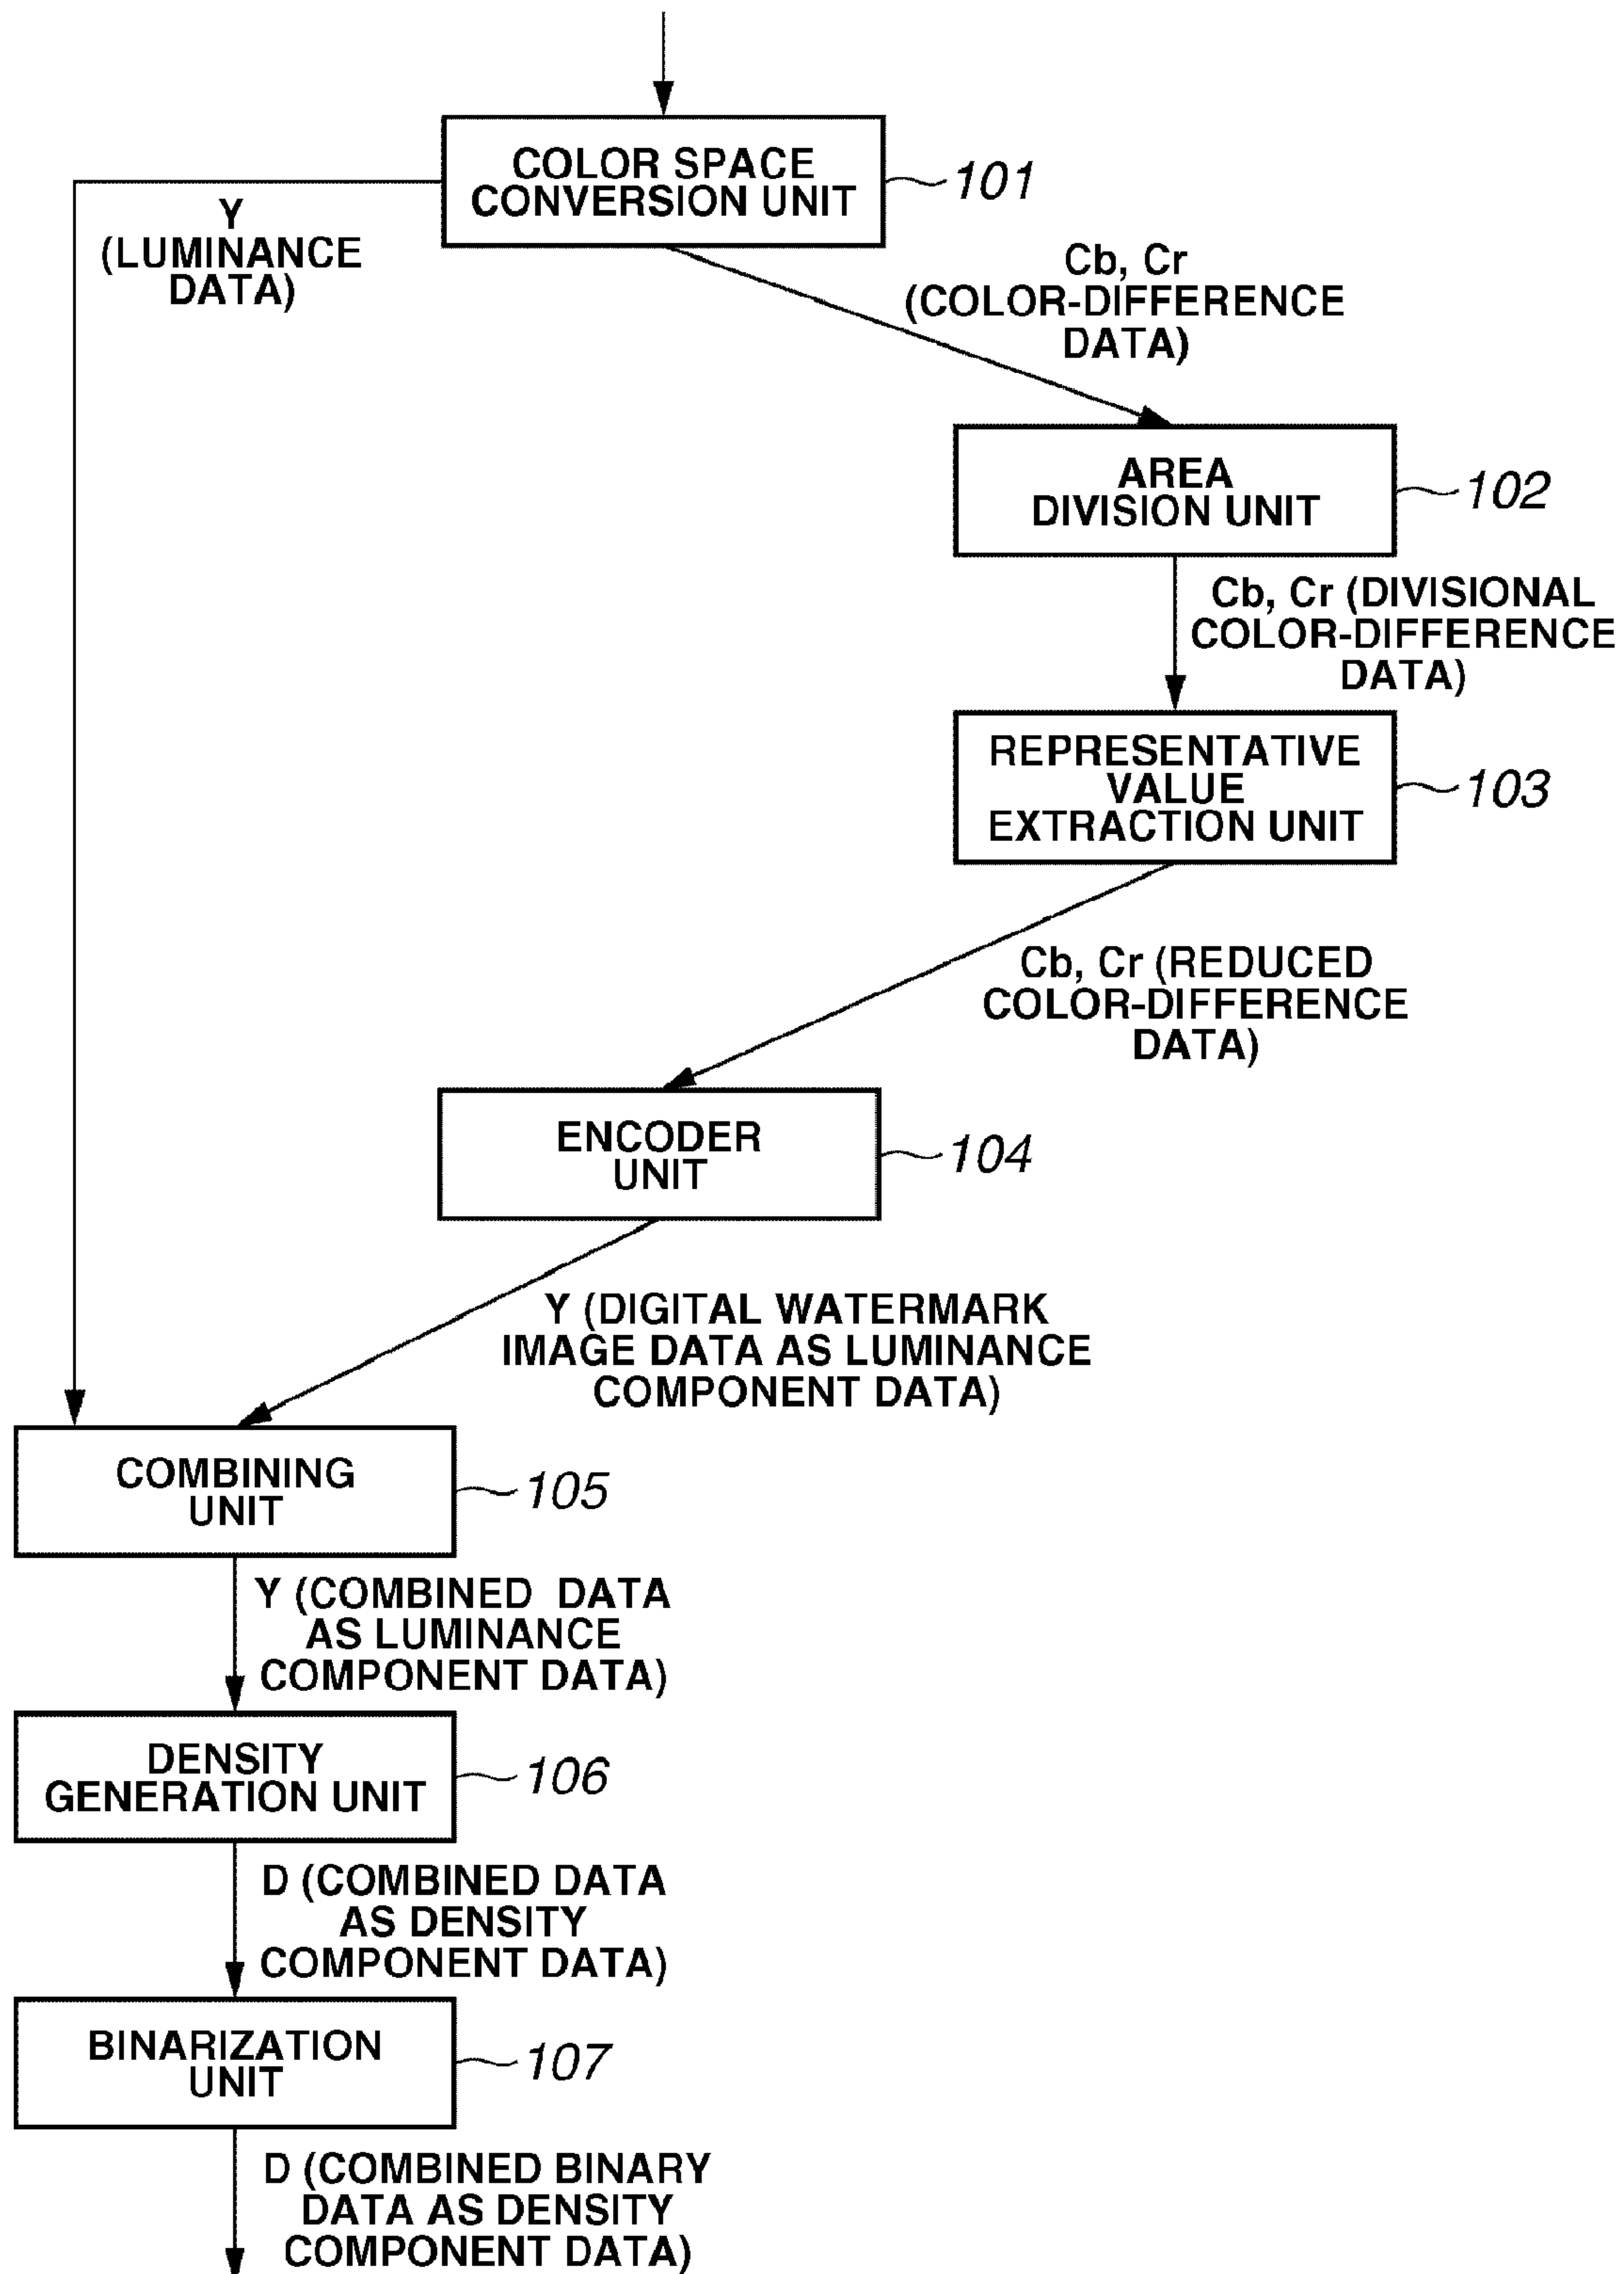 COLOR SPACE
CONVERSION UNIT
101
Y
(LUMINANCE
DATA)
Cb, Cr
(COLOR-DIFFERENCE
DATA)
AREA
DIVISION UNIT
102
Cb, Cr (DIVISIONAL
COLOR-DIFFERENCE
DATA)
REPRESENTATIVE
VALUE
EXTRACTION UNIT
103
Cb, Cr (REDUCED
COLOR-DIFFERENCE
DATA)
ENCODER
UNIT
104
Y (DIGITAL WATERMARK
IMAGE DATA AS LUMINANCE
COMPONENT DATA)
COMBINING
UNIT
105
Y (COMBINED DATA
AS LUMINANCE
COMPONENT DATA)
DENSITY
GENERATION UNIT
106
D (COMBINED DATA
AS DENSITY
COMPONENT DATA)
BINARIZATION
UNIT
107
D (COMBINED BINARY
DATA AS DENSITY
COMPONENT DATA)